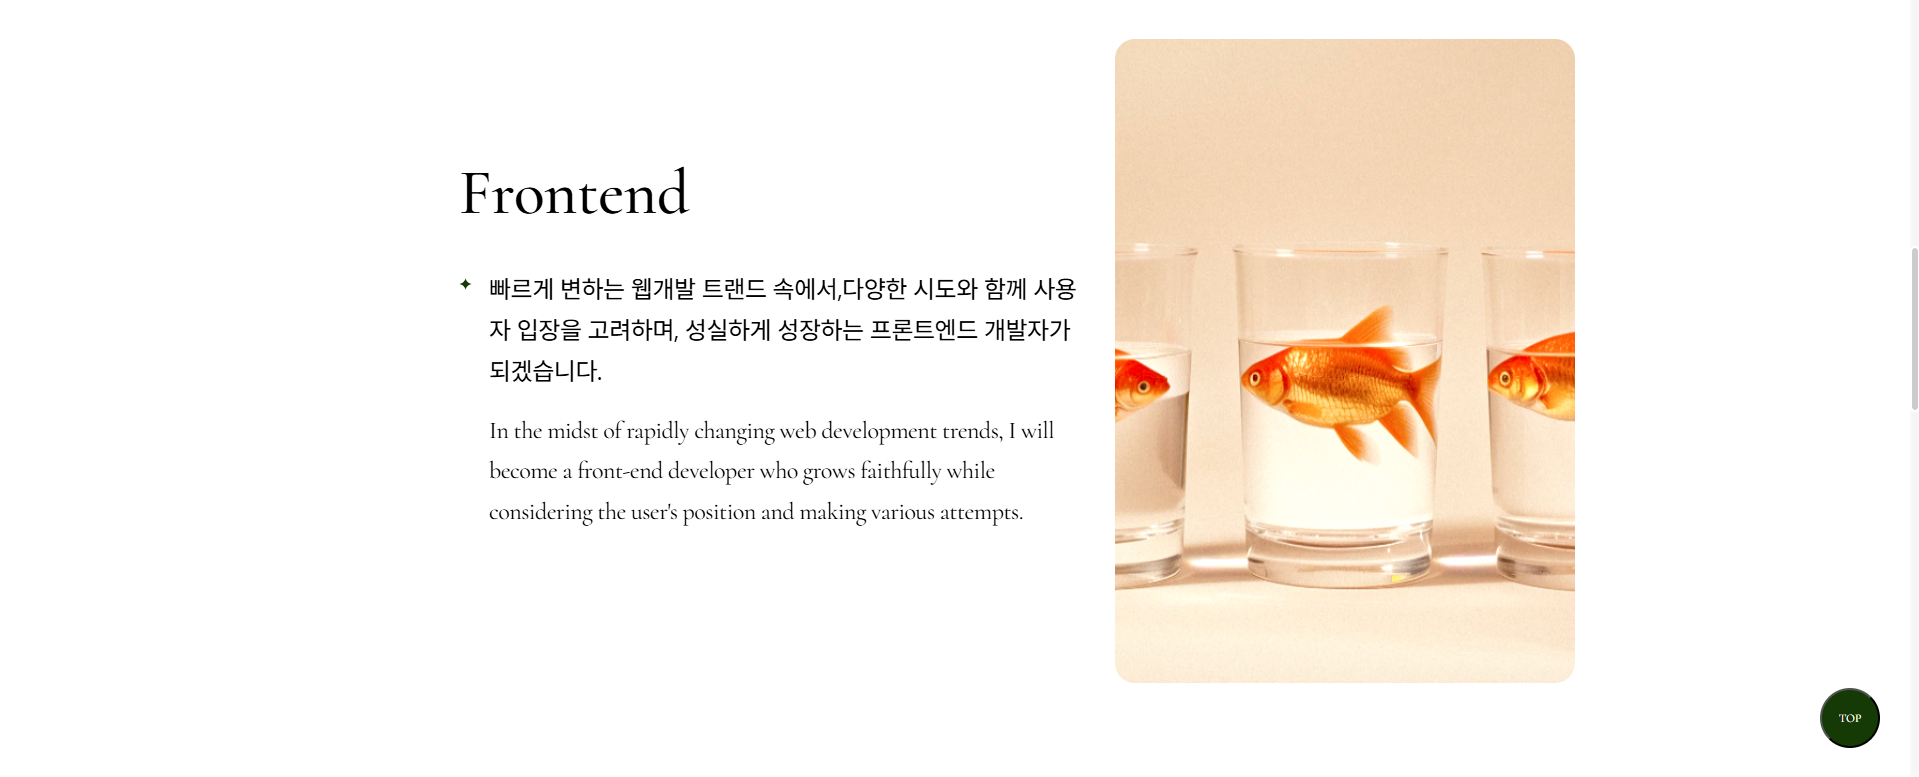 Frontend
빠르게 변하는 웹개발 트랜드 속에서,다양한 시도와 함께 사용
자 입장을 고려하며, 성실하게 성장하는 프론트엔드 개발자가
되겠습니다.
In the midst of rapidly changing web development trends, I will
become a front-end developer who grows faithfully while
considering the user's position and making various attempts.
TOP